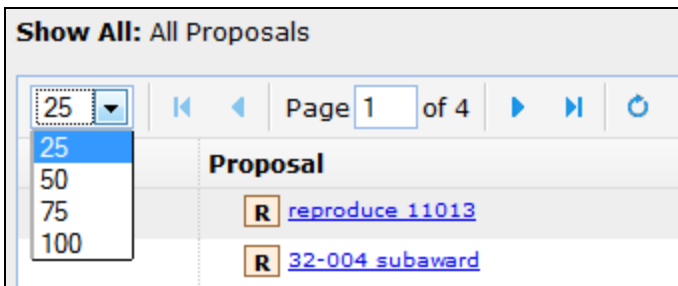 Show All: All Proposals
25 Page 1 of 4
25
50
75
100
Proposal
R reproduce 11013
R 32-004 subaward